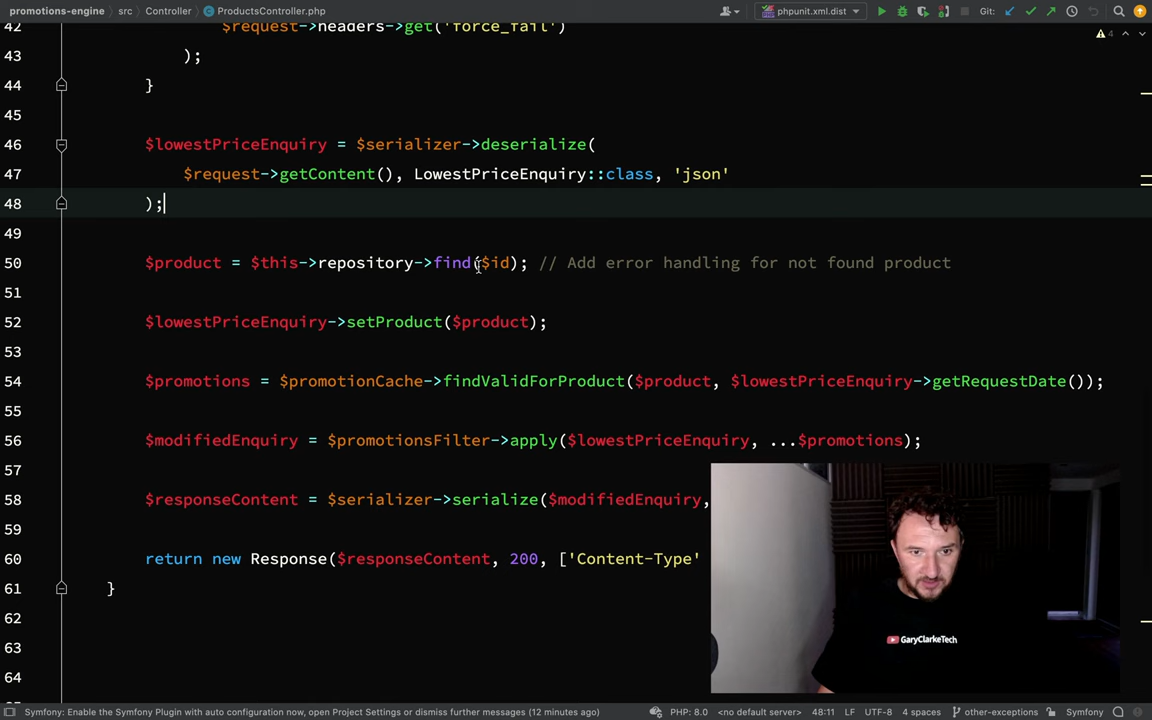 promotions-engine src Controller ProductsController.php phpunit.xml.dist Git:
42 $request->headers->get('force_fail') 4
43 );
44 }
45
46 $lowestPriceEnquiry = $serializer->deserialize(
47 $request->getContent(), LowestPriceEnquiry::class, 'json'
48 );
49
50 $product = $this->repository->find($id); // Add error handling for not found product
51
52 $lowestPriceEnquiry->setProduct($product);
53
54 $promotions = $promotionCache->findValidForProduct($product, $lowestPriceEnquiry->getRequestDate());
55
56 $modifiedEnquiry = $promotionsFilter->apply($lowestPriceEnquiry, ...$promotions);
57
58 $responseContent = $serializer->serialize($modifiedEnquiry,
59
60 return new Response($responseContent, 200, ['Content-Type'
61 }
62
63
64
GaryClarkeTech
Symfony: Enable the Symfony Plugin with auto configuration now, open Project Settings or dismiss further messages (12 minutes ago) PHP: 8.0 <no default server> 48:11 LF UTF-8 4 spaces other-exceptions Symfony